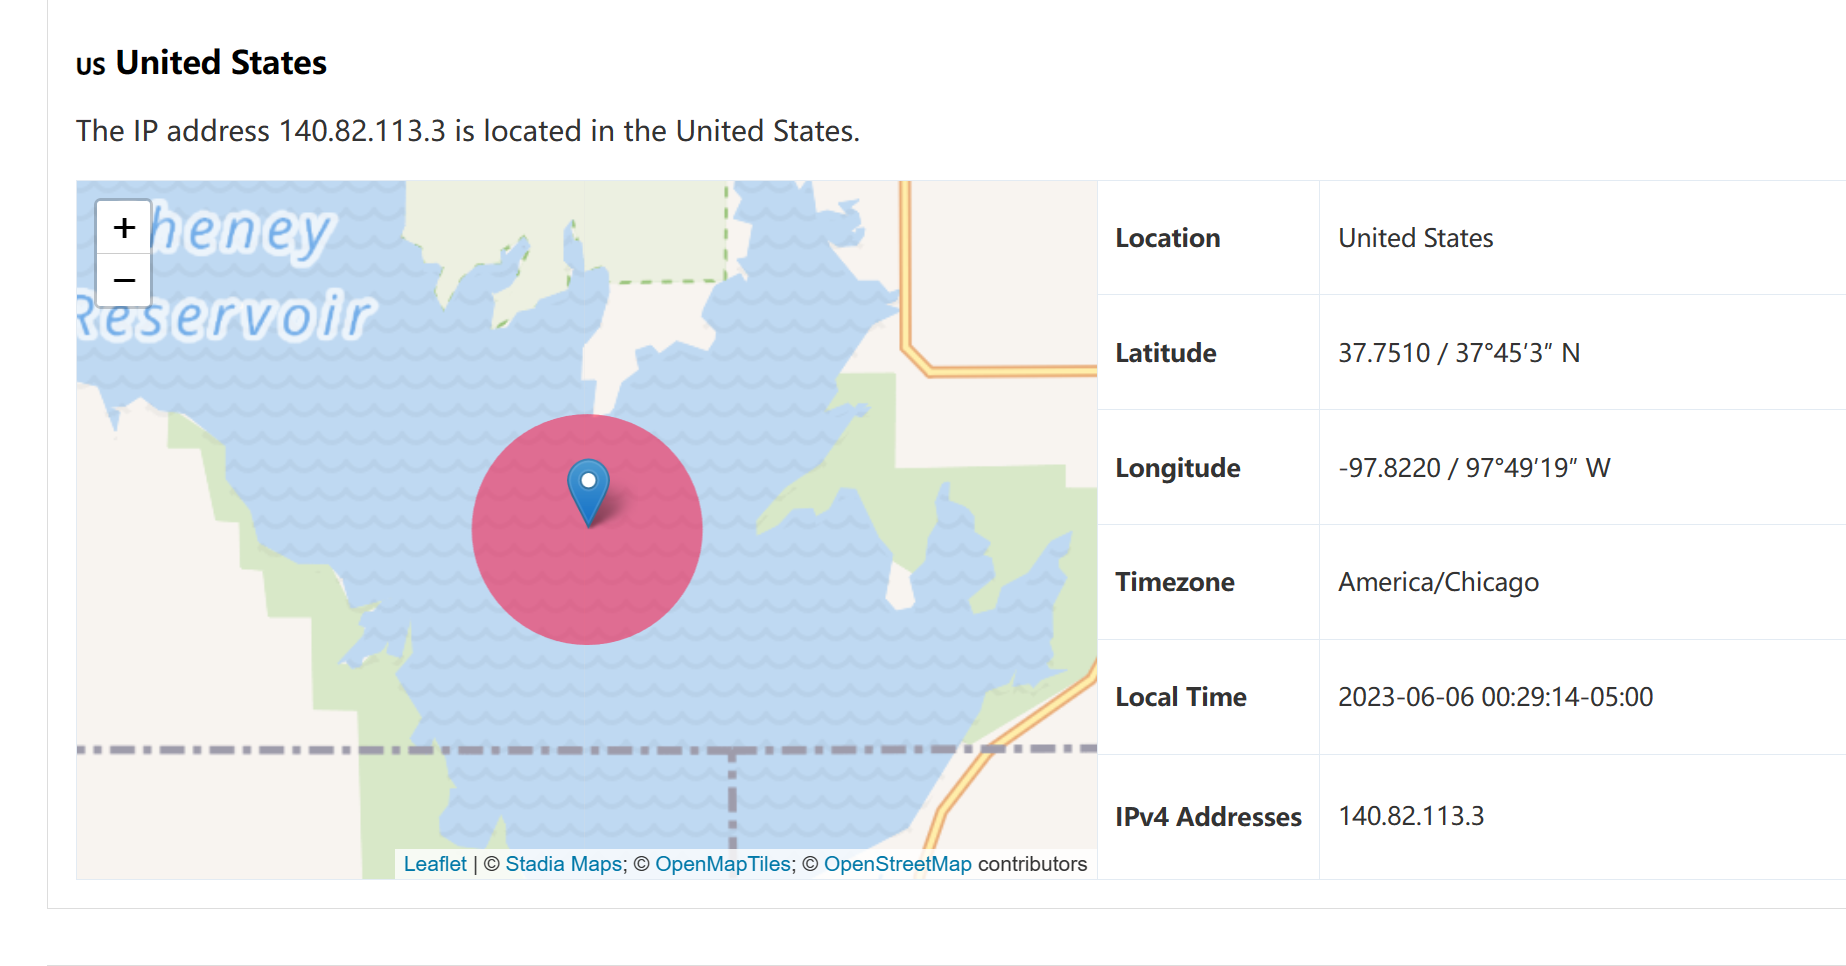 US United States
The IP address 140.82.113.3 is located in the United States.
+
−
heney
Reservoir
Leaflet | © Stadia Maps; © OpenMapTiles; © OpenStreetMap contributors
Location United States
Latitude 37.7510 / 37°45′3″ N
Longitude -97.8220 / 97°49′19″ W
Timezone America/Chicago
Local Time 2023-06-06 00:29:14-05:00
IPv4 Addresses 140.82.113.3